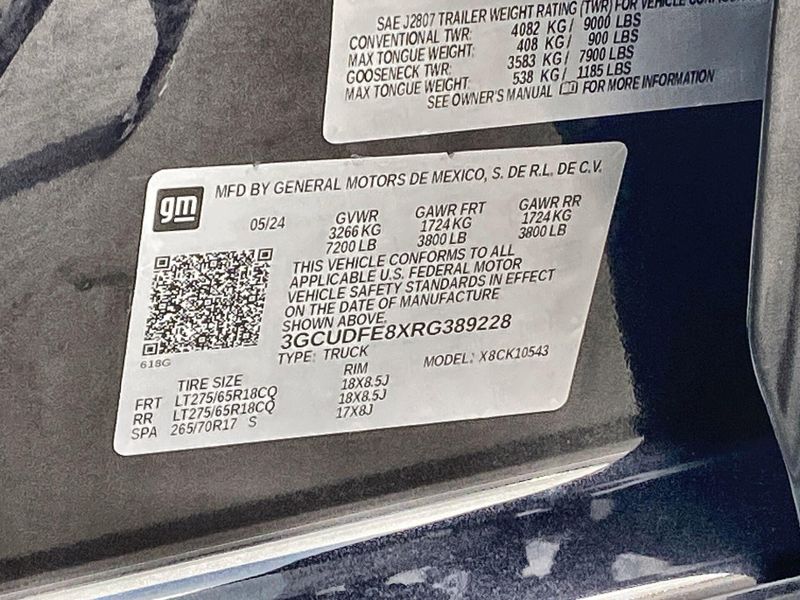 SAE J2807 TRAILER WEIGHT RATING (TWR) FOR VEHICLE
CONVENTIONAL TWR: 4082 KG/ 9000 LBS
MAX TONGUE WEIGHT: 408 KG/ 900 LBS
GOOSENECK TWR: 3583 KG/ 7900 LBS
MAX TONGUE WEIGHT: 538 KG/ 1185 LBS
SEE OWNER'S MANUAL FOR MORE INFORMATION
gm
MFD BY GENERAL MOTORS DE MEXICO, S. DE R.L. DE C.V.
05/24 GVWR GAWR FRT GAWR RR
3266 KG 1724 KG 1724 KG
7200 LB 3800 LB 3800 LB
THIS VEHICLE CONFORMS TO ALL
APPLICABLE U.S. FEDERAL MOTOR
VEHICLE SAFETY STANDARDS IN EFFECT
ON THE DATE OF MANUFACTURE
SHOWN ABOVE.
3GCUDFE8XRG389228
618G
TYPE: TRUCK MODEL: X8CK10543
TIRE SIZE RIM
FRT LT275/65R18CQ 18X8.5J
RR LT275/65R18CQ 18X8.5J
SPA 265/70R17 S 17X8J